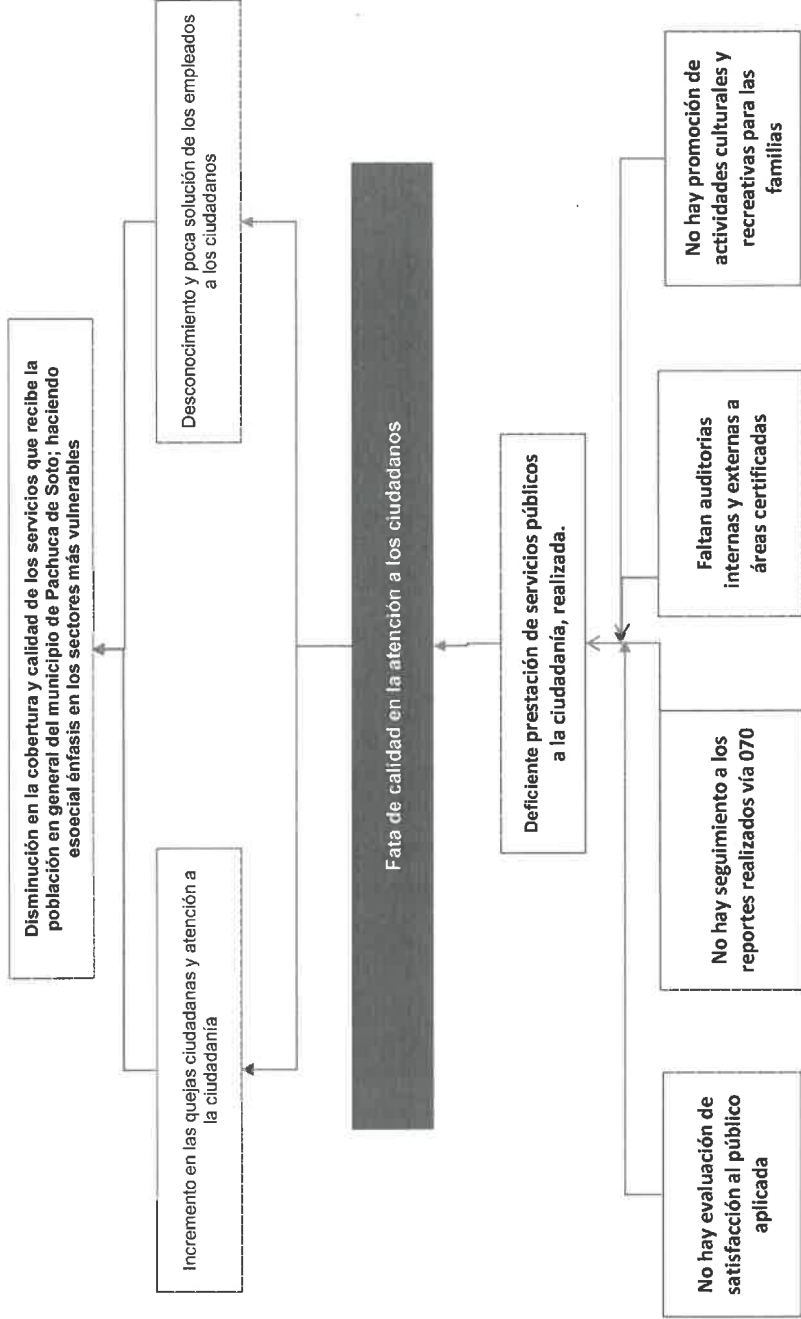 Disminución en la cobertura y calidad de los servicios que recibe la
población en general del municipio de Pachuca de Soto; haciendo
esoecial énfasis en los sectores más vulnerables
Incremento en las quejas ciudadanas y atención a
la ciudadanía
Desconocimiento y poca solución de los empleados
a los ciudadanos
Fata de calidad en la atención a los ciudadanos
Deficiente prestación de servicios públicos
a la ciudadanía, realizada.
No hay evaluación de
satisfacción al público
aplicada
No hay seguimiento a los
reportes realizados vía 070
Faltan auditorias
internas y externas a
áreas certificadas
No hay promoción de
actividades culturales y
recreativas para las
familias